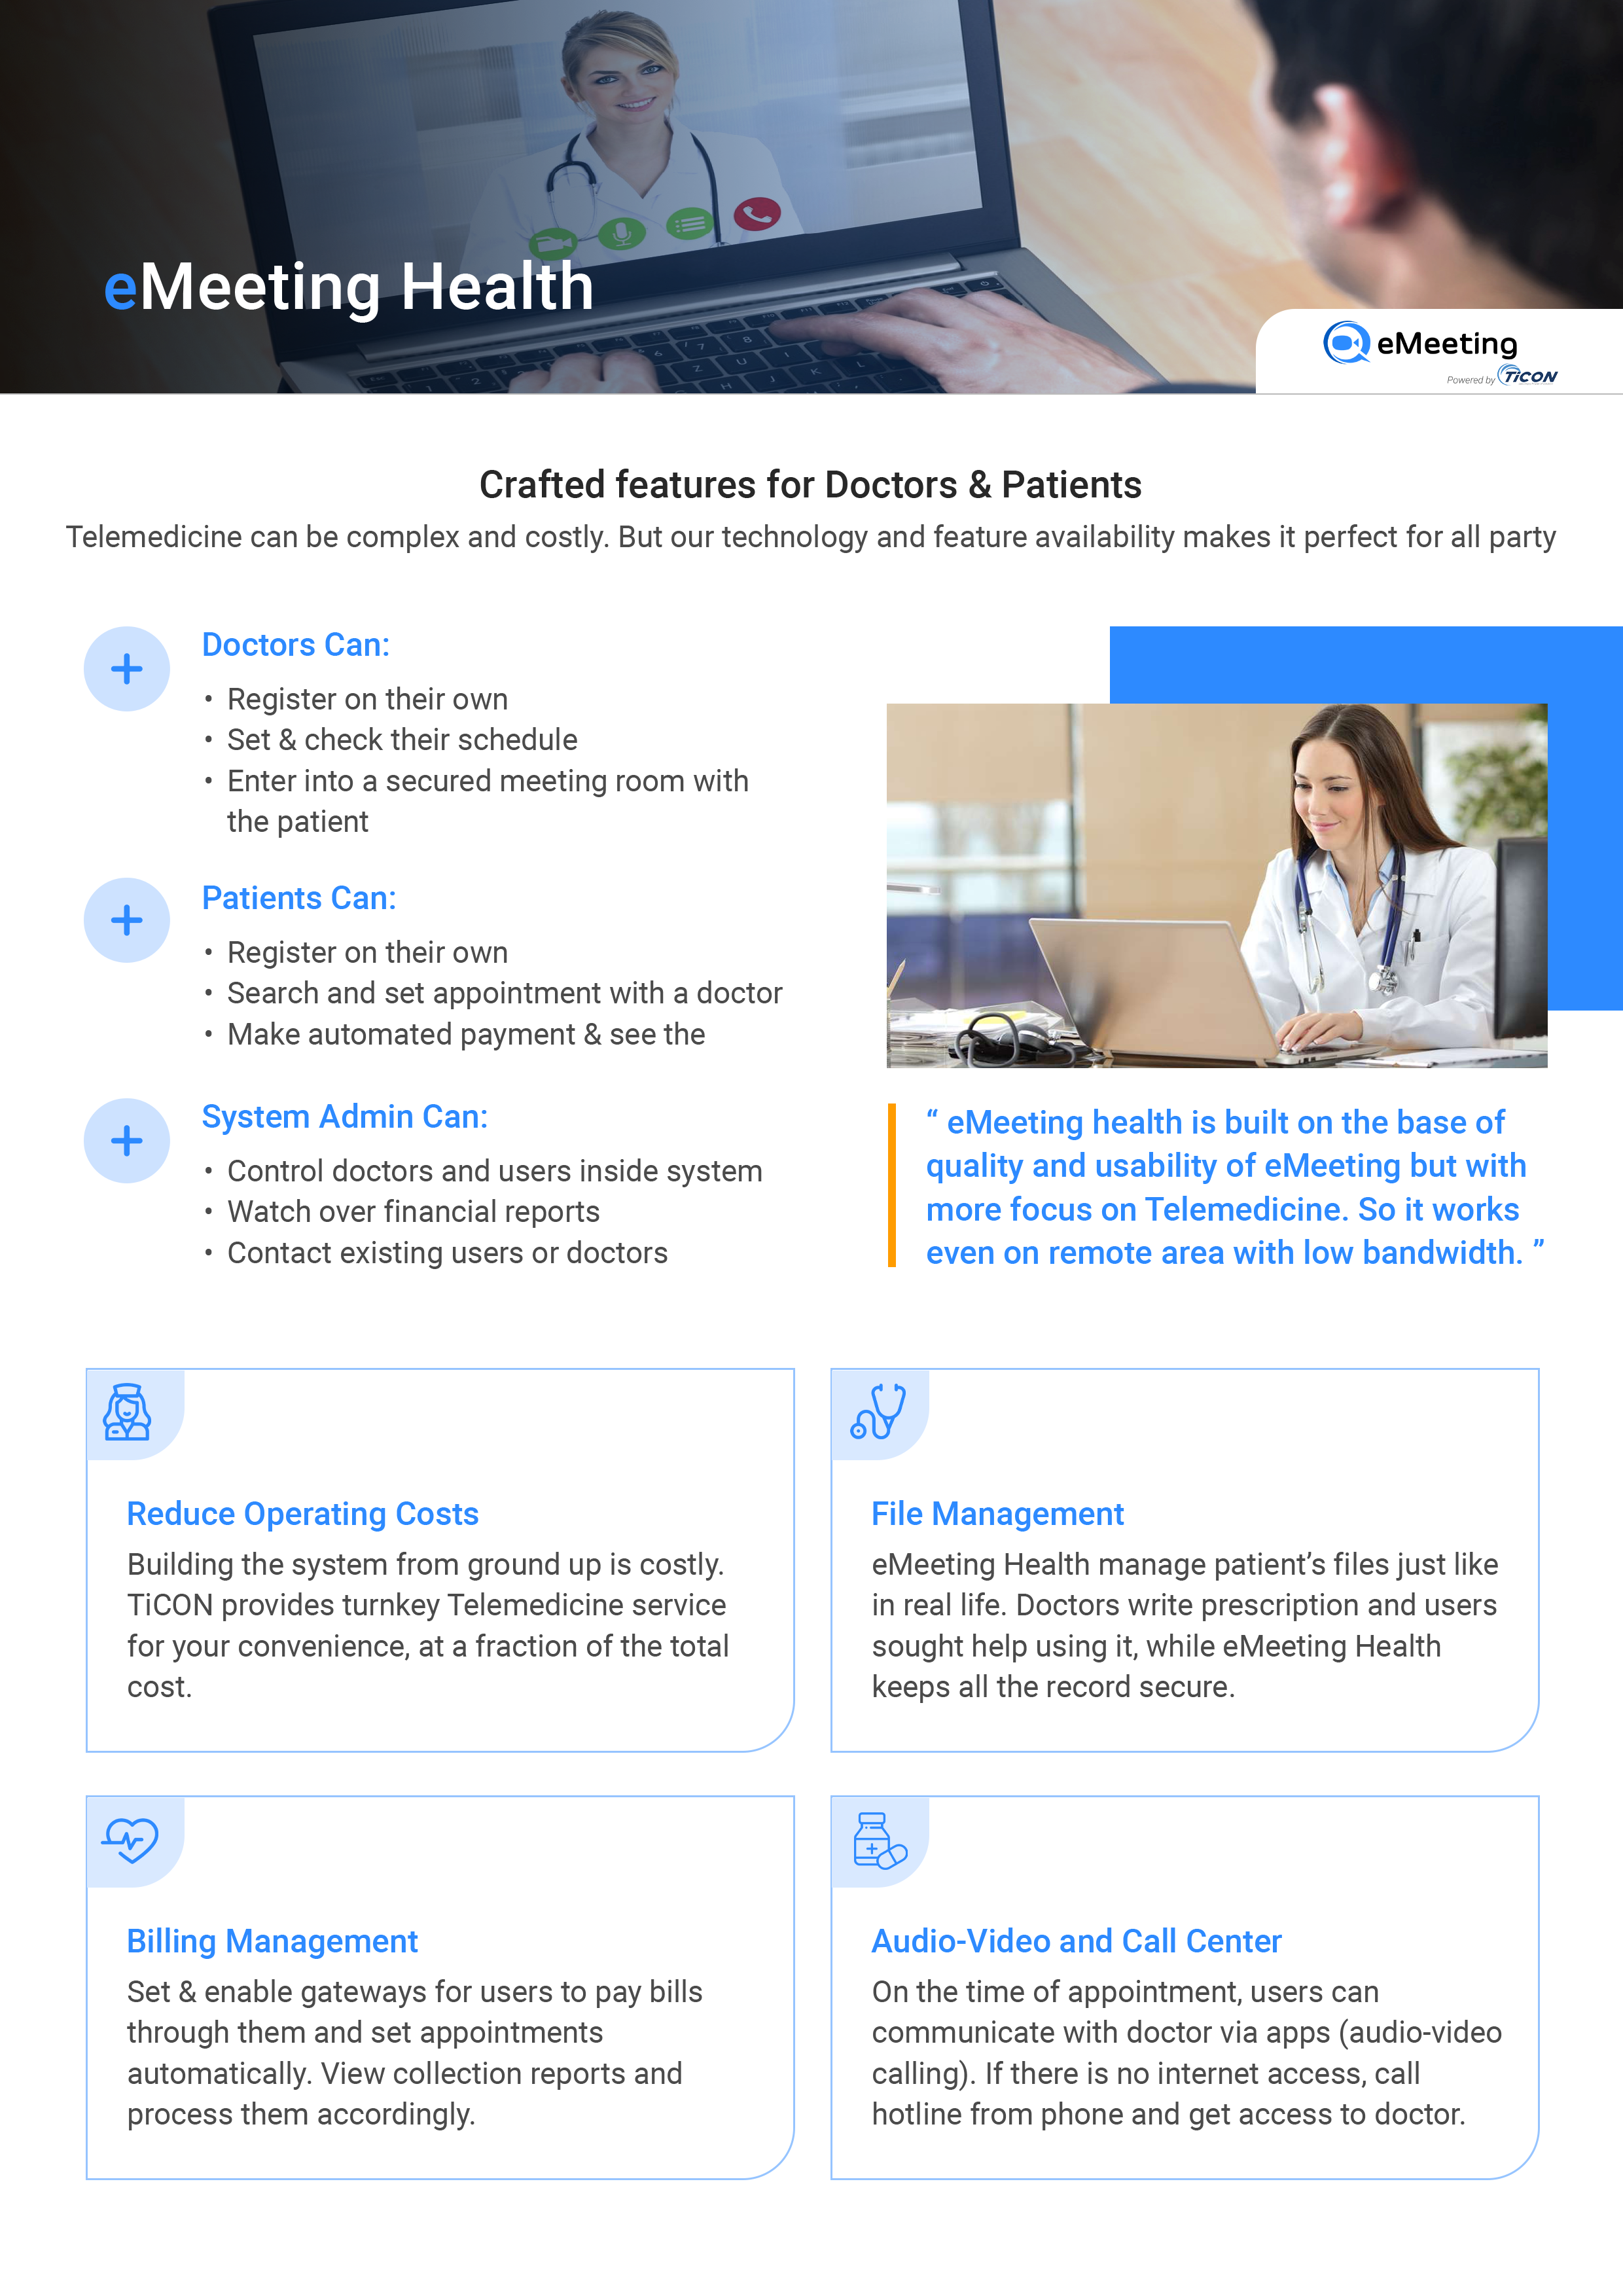 eMeeting Health
eMeeting
Powered by TiCON
Crafted features for Doctors & Patients
Telemedicine can be complex and costly. But our technology and feature availability makes it perfect for all party
Doctors Can:
• Register on their own
• Set & check their schedule
• Enter into a secured meeting room with
the patient
Patients Can:
• Register on their own
• Search and set appointment with a doctor
• Make automated payment & see the
System Admin Can:
• Control doctors and users inside system
• Watch over financial reports
• Contact existing users or doctors
“ eMeeting health is built on the base of
quality and usability of eMeeting but with
more focus on Telemedicine. So it works
even on remote area with low bandwidth. ”
Reduce Operating Costs
Building the system from ground up is costly.
TiCON provides turnkey Telemedicine service
for your convenience, at a fraction of the total
cost.
File Management
eMeeting Health manage patient’s files just like
in real life. Doctors write prescription and users
sought help using it, while eMeeting Health
keeps all the record secure.
Billing Management
Set & enable gateways for users to pay bills
through them and set appointments
automatically. View collection reports and
process them accordingly.
Audio-Video and Call Center
On the time of appointment, users can
communicate with doctor via apps (audio-video
calling). If there is no internet access, call
hotline from phone and get access to doctor.